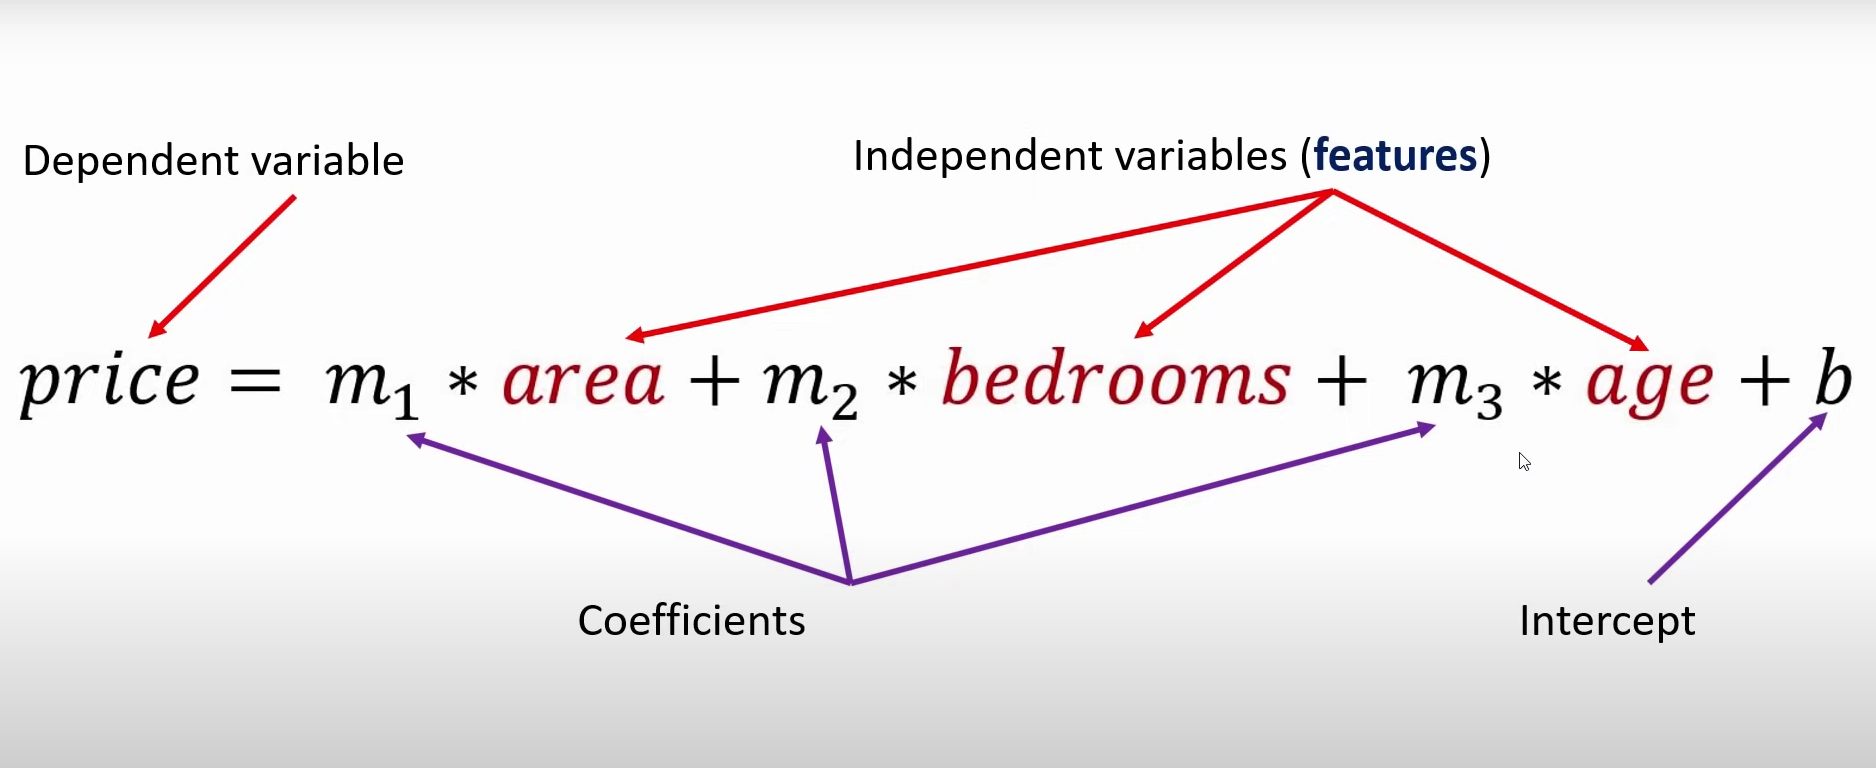 Dependent variable
Independent variables (features)
price = m₁ * area + m₂ * bedrooms + m₃ * age + b
Coefficients
Intercept